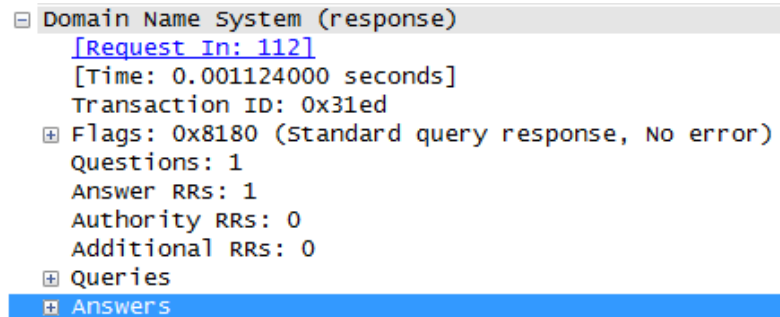 Domain Name System (response)
[Request In: 112]
[Time: 0.001124000 seconds]
Transaction ID: 0x31ed
Flags: 0x8180 (Standard query response, No error)
Questions: 1
Answer RRs: 1
Authority RRs: 0
Additional RRs: 0
Queries
Answers